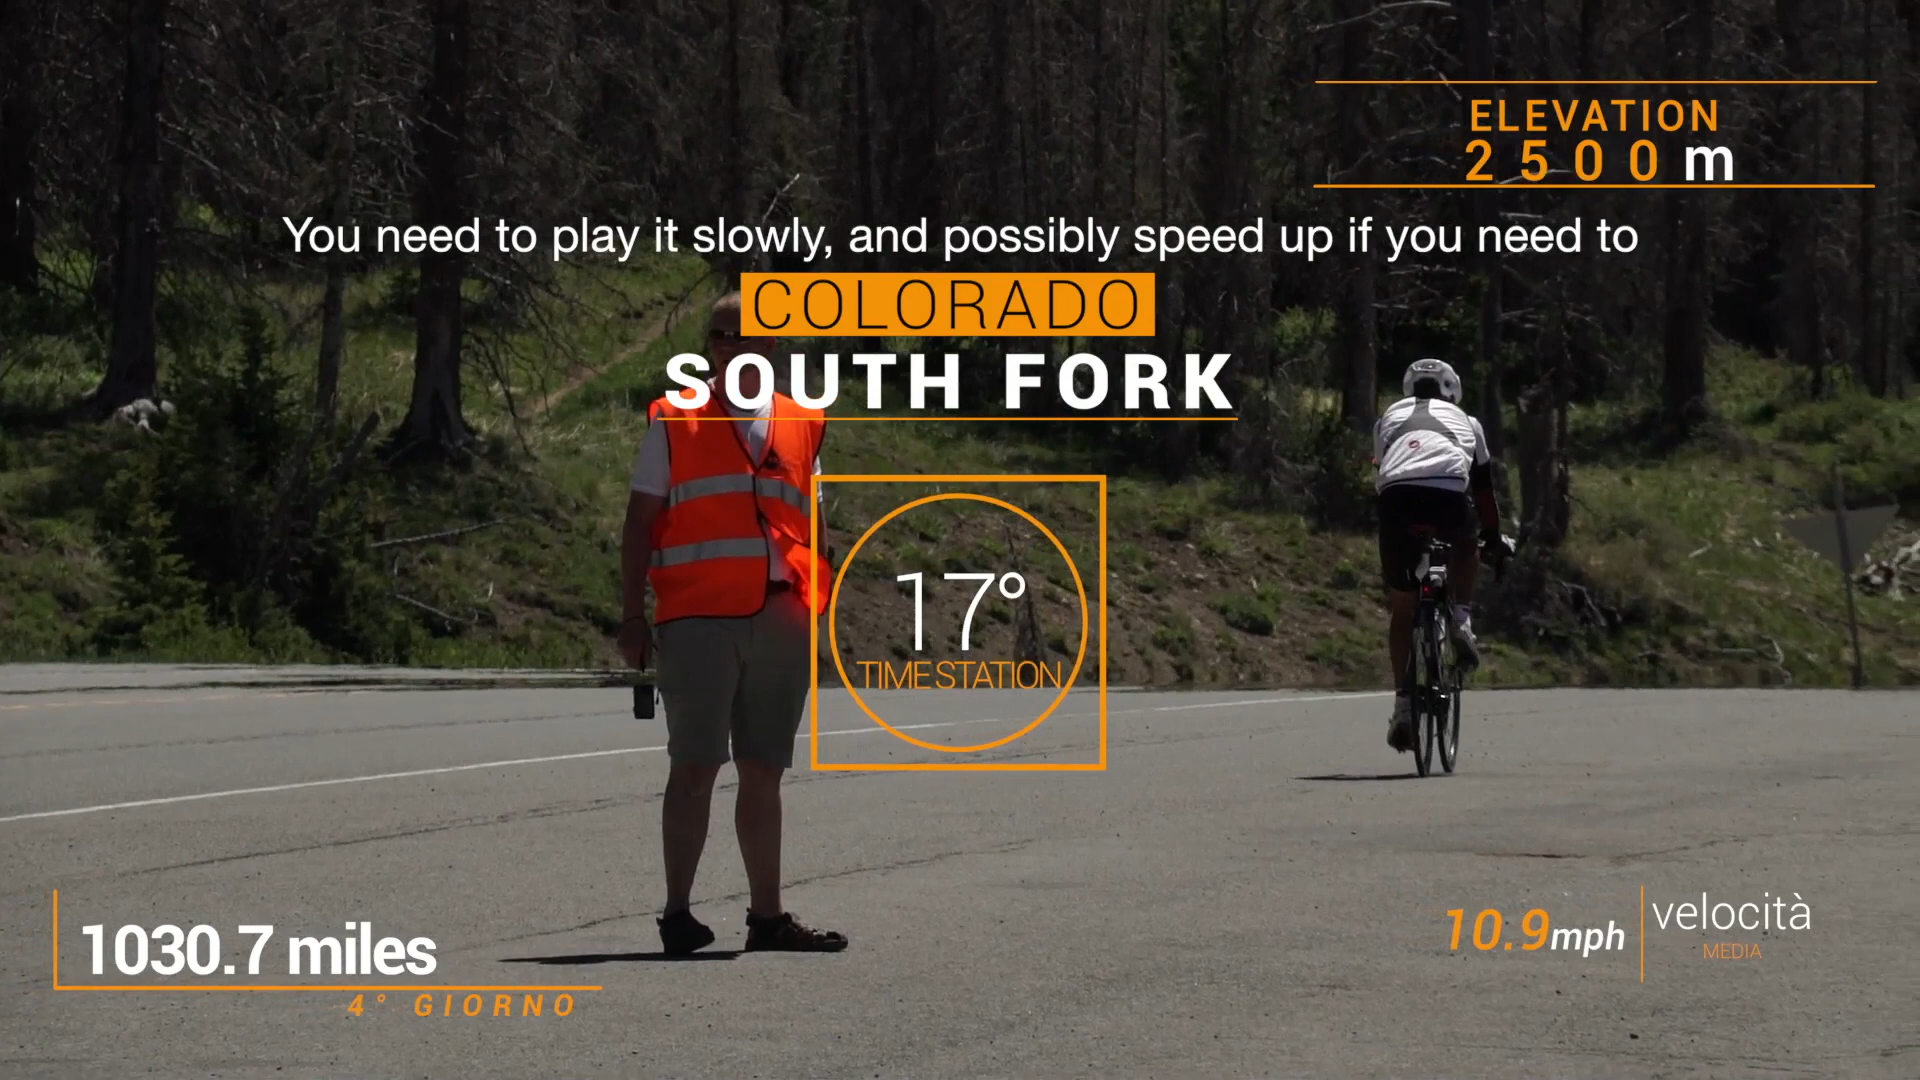 ELEVATION
2500 m
You need to play it slowly, and possibly speed up if you need to
COLORADO
SOUTH FORK
17°
TIME STATION
1030.7 miles
4° GIORNO
10.9mph
velocità
MEDIA